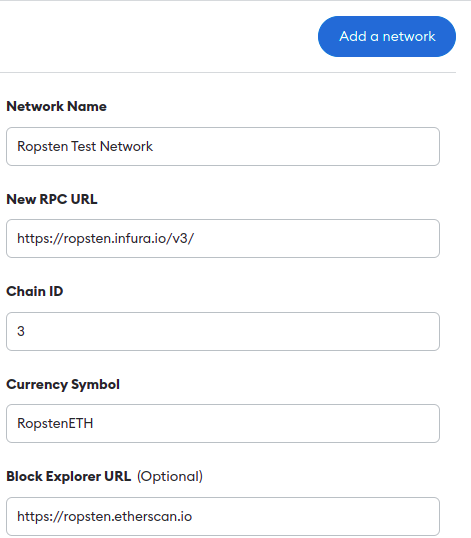 Add a network
Network Name
Ropsten Test Network
New RPC URL
https://ropsten.infura.io/v3/
Chain ID
3
Currency Symbol
RopstenETH
Block Explorer URL (Optional)
https://ropsten.etherscan.io